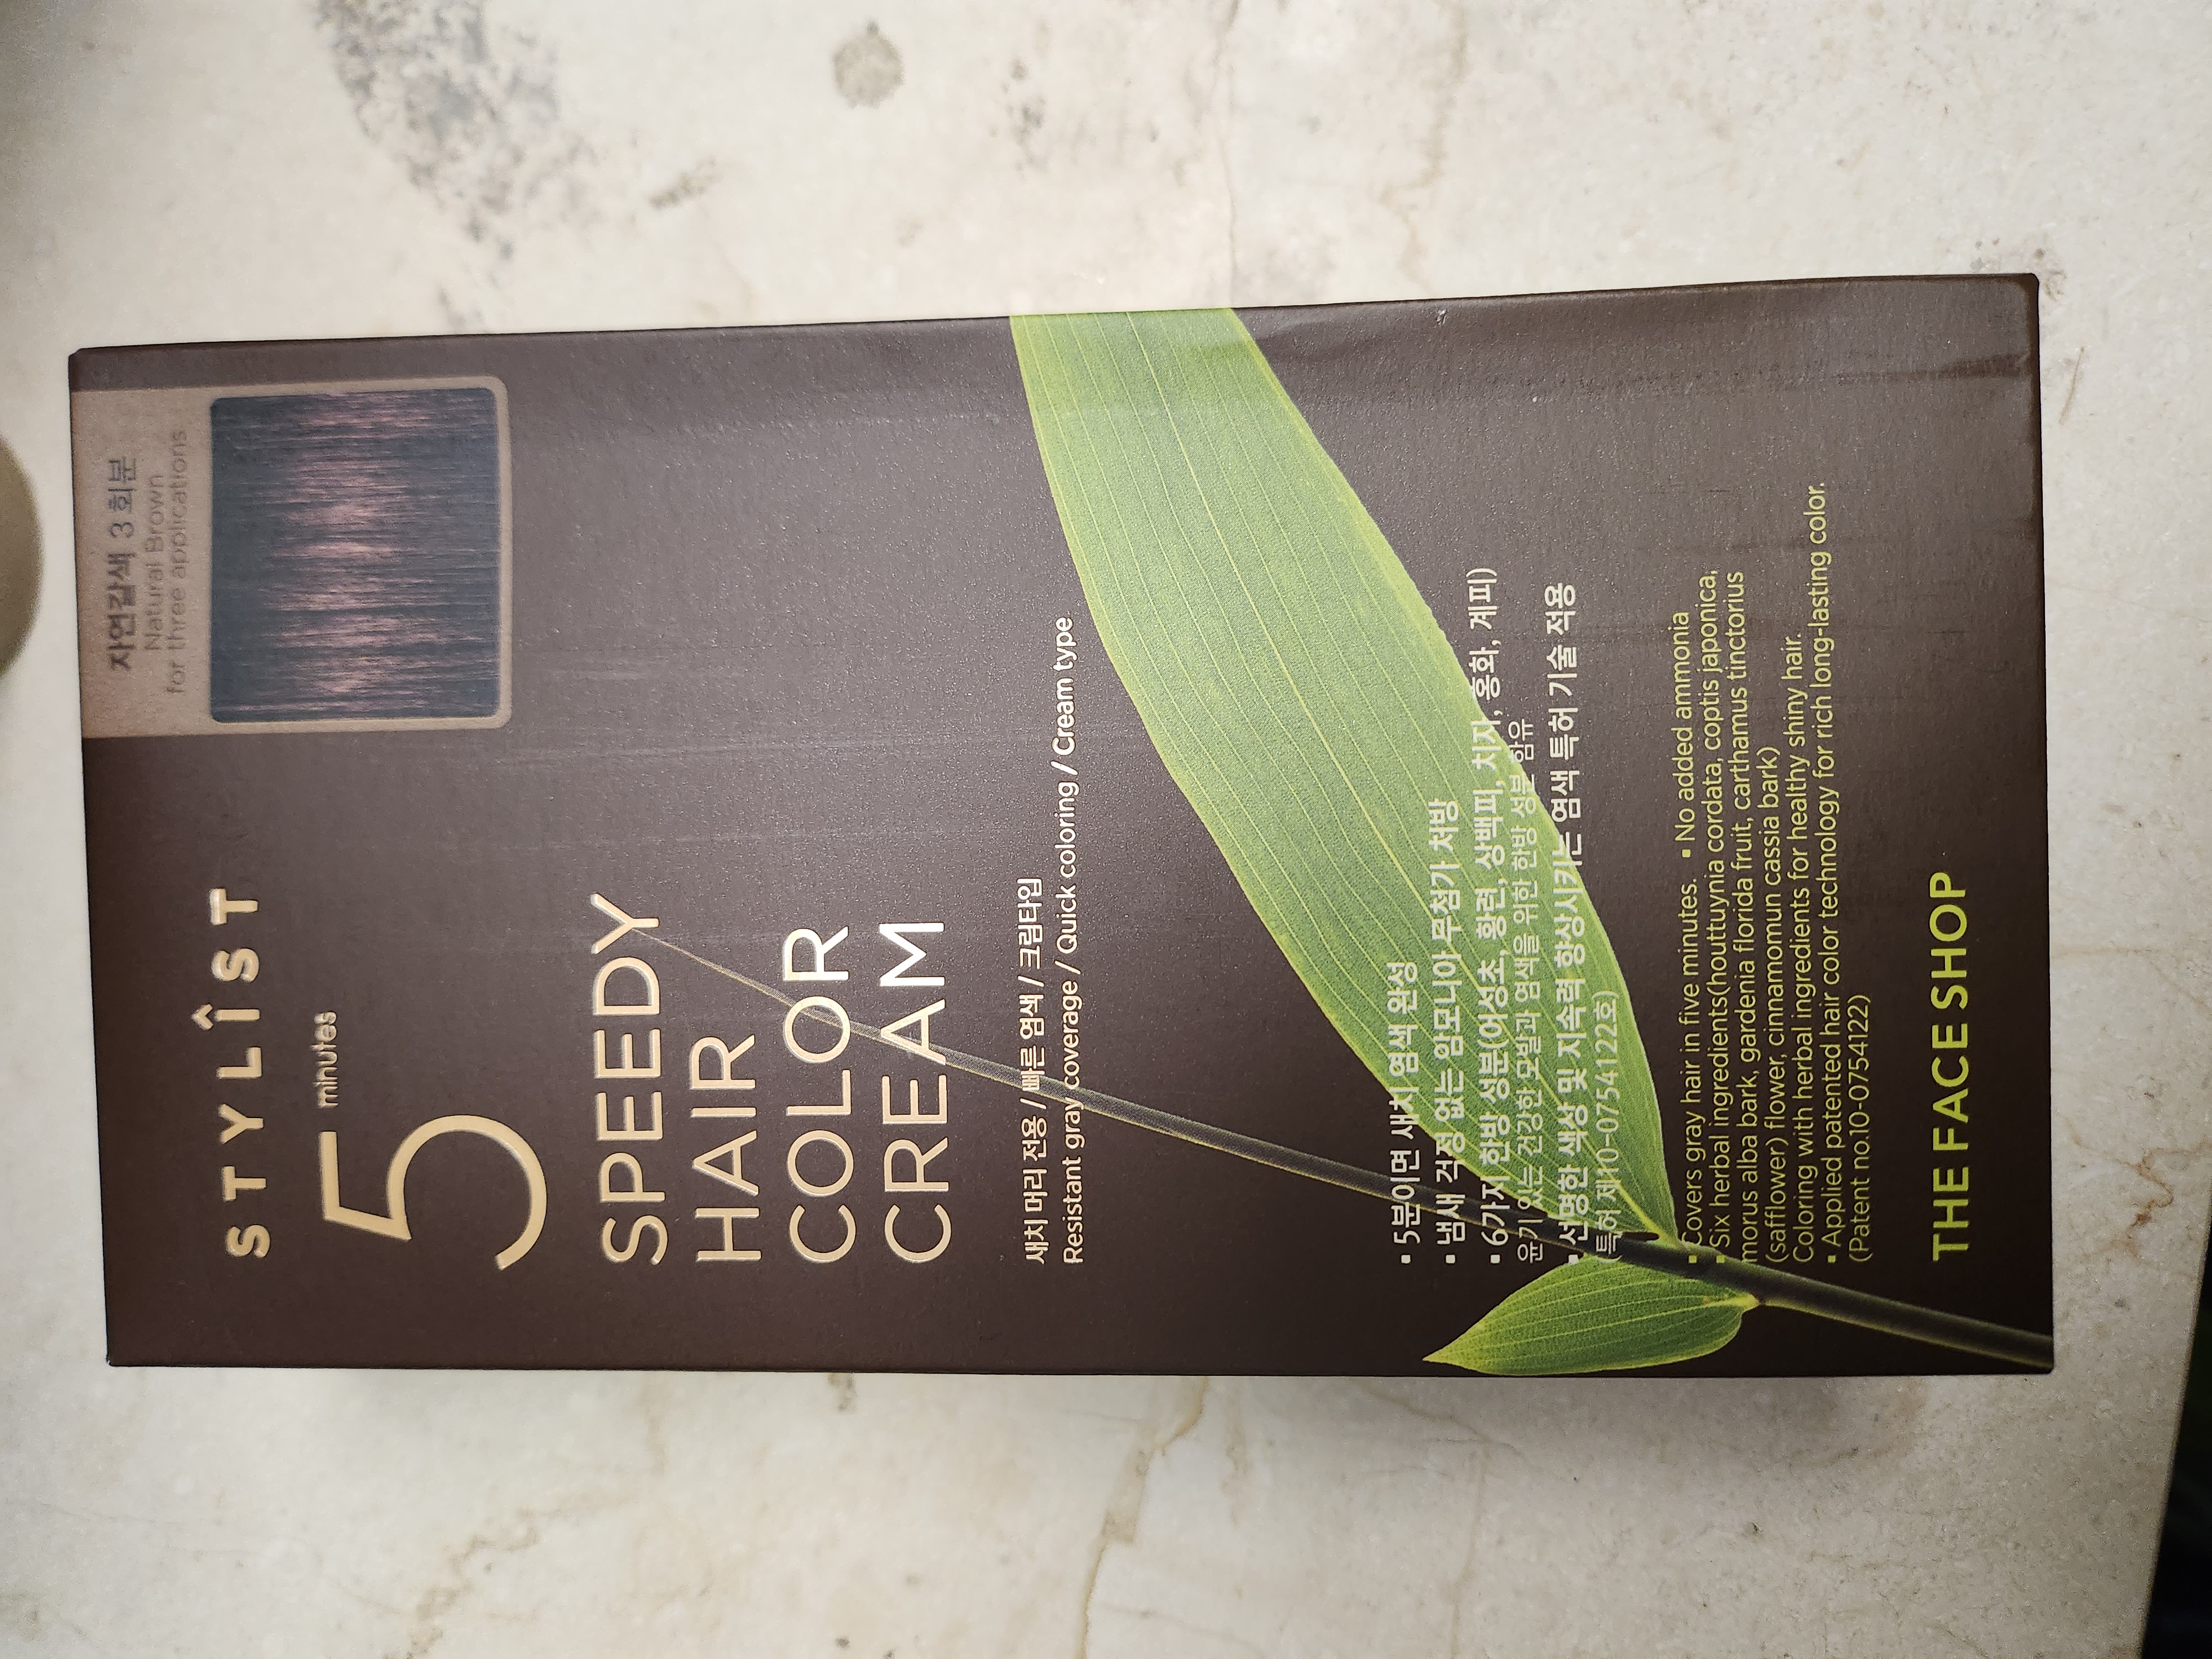 자연갈색 3 회분
Natural Brown
for three applications
STYLÎST
5 minutes
SPEEDY
HAIR
COLOR
CREAM
새치 머리 전용 / 빠른 염색 / 크림타입
Resistant gray coverage / Quick coloring / Cream type
▪ 5분이면 새치 염색 완성
▪ 냄새 걱정 없는 암모니아 무첨가 처방
▪ 6가지 한방 성분(어성초, 황련, 상백피, 치자, 홍화, 계피)
윤기 있는 건강한 모발과 염색을 위한 한방 성분 함유
▪ 선명한 색상 및 지속력 향상시키는 염색 특허 기술 적용
(특허 제10-0754122호)
▪ Covers gray hair in five minutes. ▪ No added ammonia
▪ Six herbal ingredients(houttuynia cordata, coptis japonica,
morus alba bark, gardenia florida fruit, carthamus tinctorius
(safflower) flower, cinnamomun cassia bark)
Coloring with herbal ingredients for healthy shiny hair.
▪ Applied patented hair color technology for rich long-lasting color.
(Patent no.10-0754122)
THE FACE SHOP